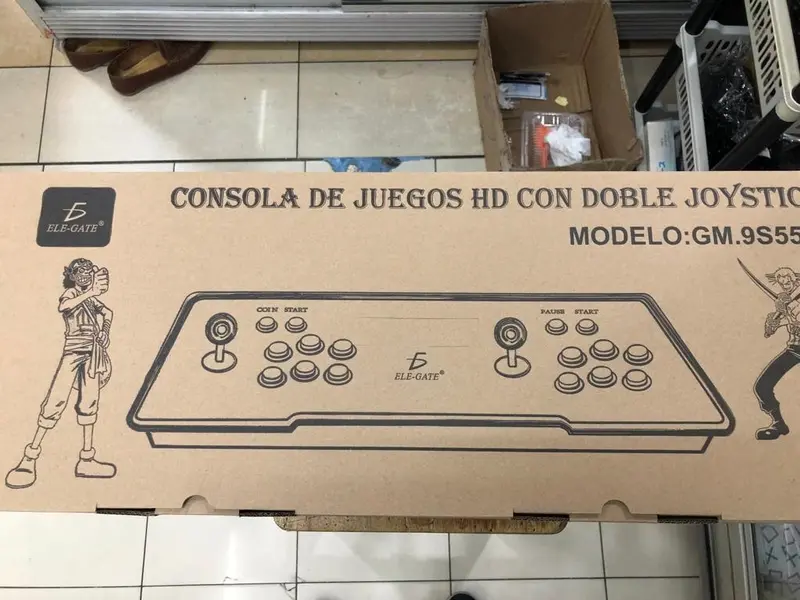 ELE-GATE®
CONSOLA DE JUEGOS HD CON DOBLE JOYSTIC
MODELO:GM.9S55
COIN START
PAUSE START
ELE-GATE®